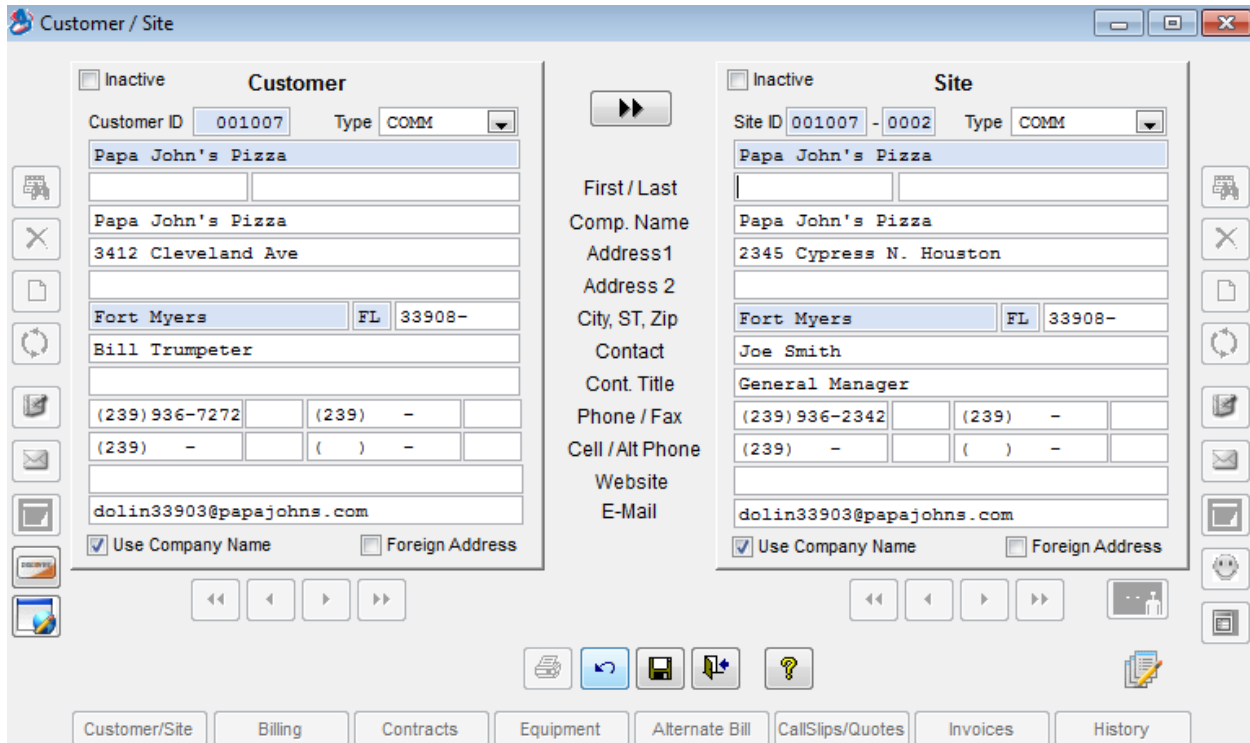 Customer / Site
Inactive
Customer
Customer ID 001007 Type COMM
Papa John's Pizza
Papa John's Pizza
3412 Cleveland Ave
Fort Myers FL 33908-
Bill Trumpeter
(239)936-7272 (239) -
(239) - ( ) -
dolin33903@papajohns.com
Use Company Name Foreign Address
First / Last
Comp. Name
Address1
Address 2
City, ST, Zip
Contact
Cont. Title
Phone / Fax
Cell / Alt Phone
Website
E-Mail
Inactive
Site
Site ID 001007 - 0002 Type COMM
Papa John's Pizza
Papa John's Pizza
2345 Cypress N. Houston
Fort Myers FL 33908-
Joe Smith
General Manager
(239)936-2342 (239) -
(239) - ( ) -
dolin33903@papajohns.com
Use Company Name Foreign Address
Customer/Site Billing Contracts Equipment Alternate Bill CallSlips/Quotes Invoices History